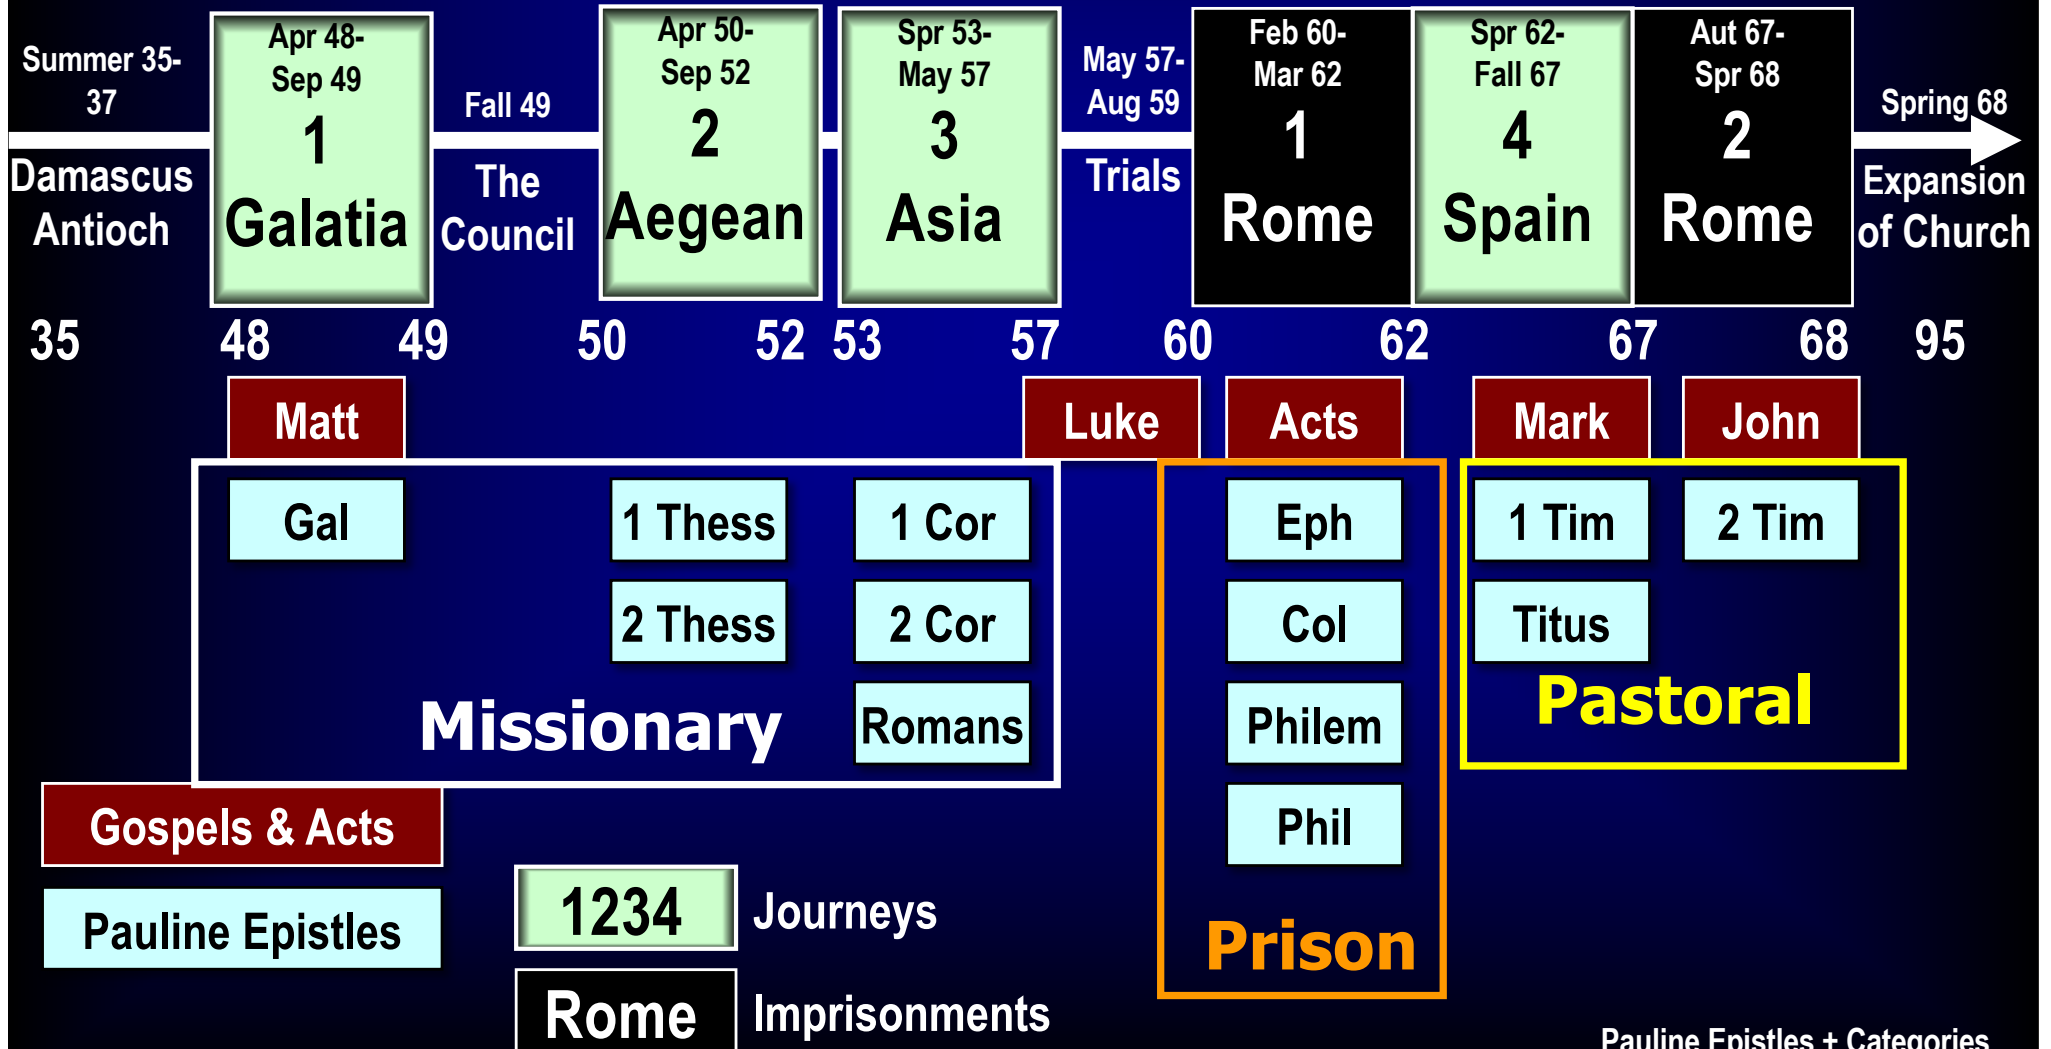 Summer 35-
37
Damascus
Antioch
Apr 48-
Sep 49
1
Galatia
Fall 49
The
Council
Apr 50-
Sep 52
2
Aegean
Spr 53-
May 57
3
Asia
May 57-
Aug 59
Trials
Feb 60-
Mar 62
1
Rome
Spr 62-
Fall 67
4
Spain
Aut 67-
Spr 68
2
Rome
Spring 68
Expansion
of Church
35 48 49 50 52 53 57 60 62 67 68 95
Matt Luke Acts Mark John
Gal 1 Thess 1 Cor Eph 1 Tim 2 Tim
2 Thess 2 Cor Col Titus
Missionary Romans Philem Pastoral
Phil
Prison
Gospels & Acts
Pauline Epistles
1234 Journeys
Rome Imprisonments
Pauline Epistles + Categories